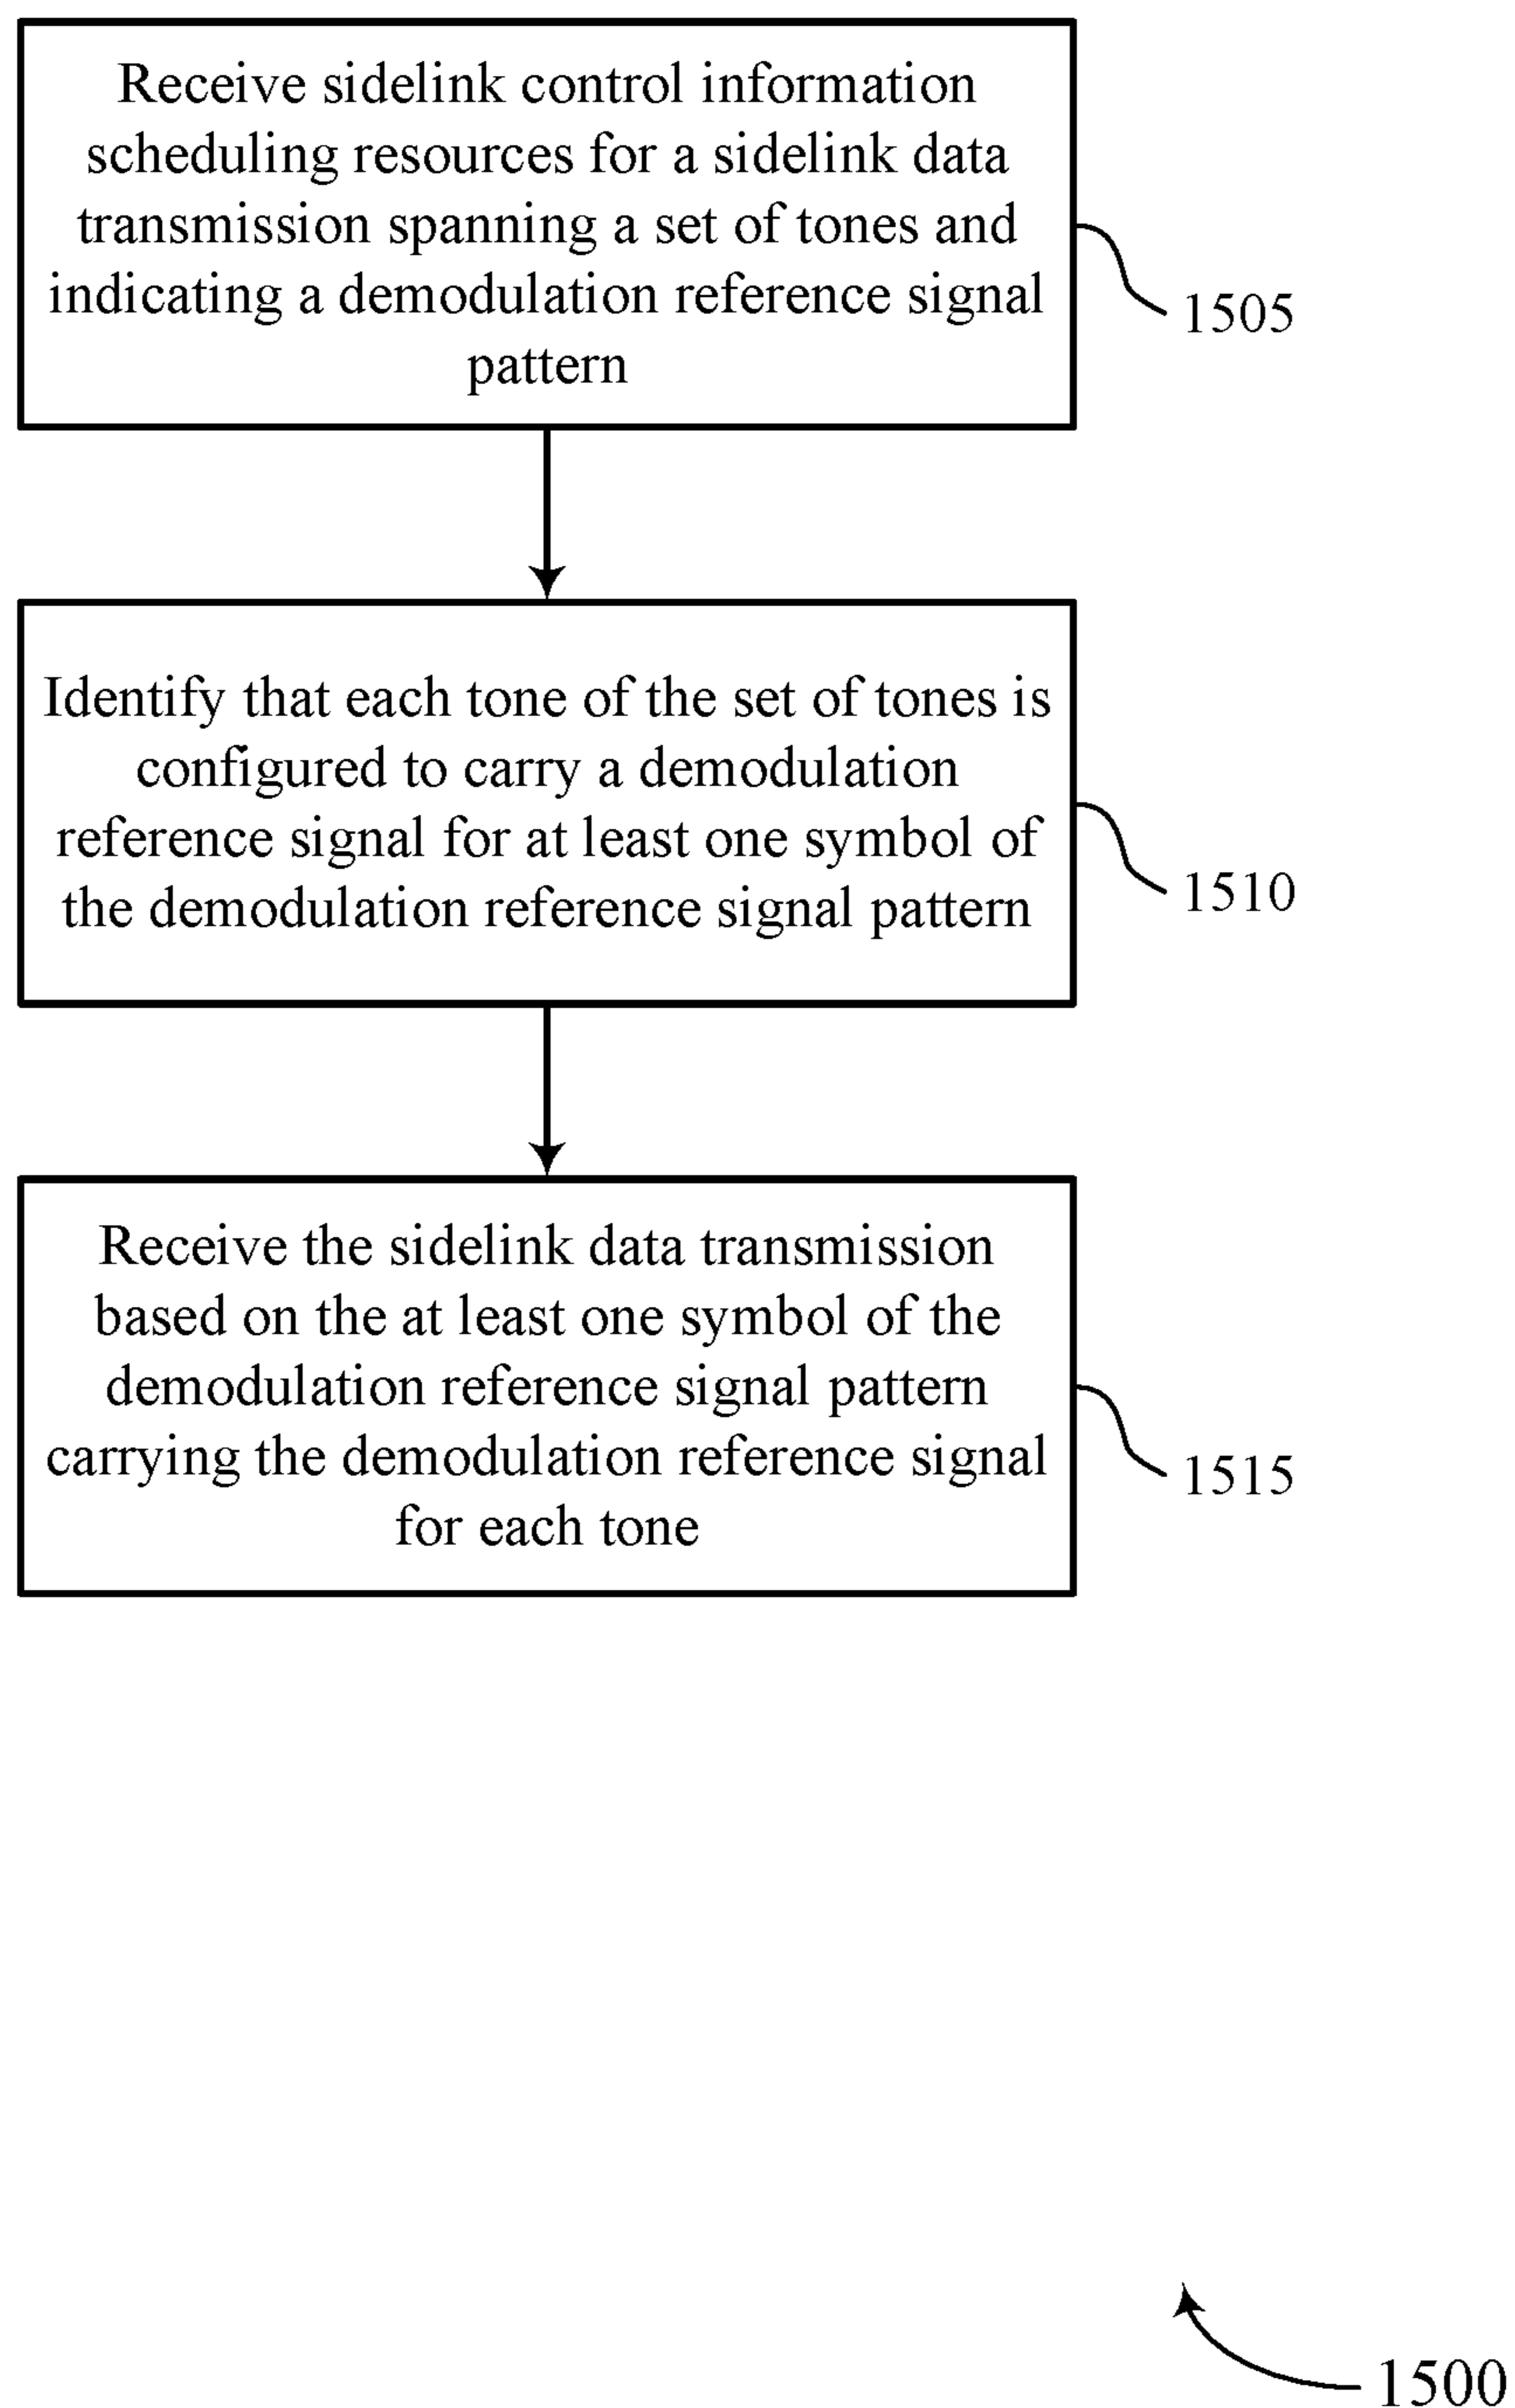 Receive sidelink control information
scheduling resources for a sidelink data
transmission spanning a set of tones and
indicating a demodulation reference signal
pattern
1505
Identify that each tone of the set of tones is
configured to carry a demodulation
reference signal for at least one symbol of
the demodulation reference signal pattern
1510
Receive the sidelink data transmission
based on the at least one symbol of the
demodulation reference signal pattern
carrying the demodulation reference signal
for each tone
1515
1500